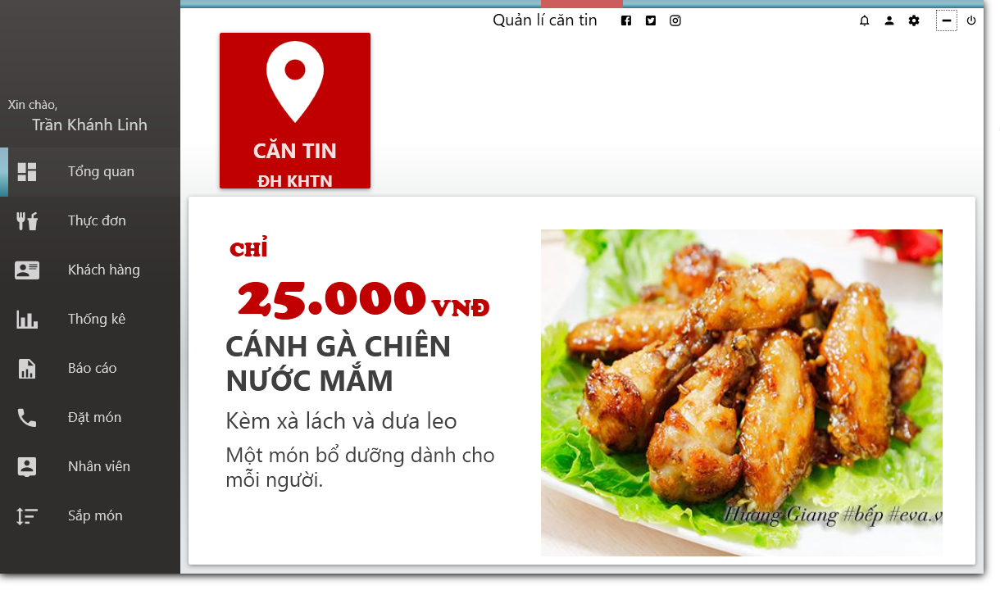 Quản lí căn tin
Xin chào,
Trần Khánh Linh
Tổng quan
Thực đơn
Khách hàng
Thống kê
Báo cáo
Đặt món
Nhân viên
Sắp món
CĂN TIN
ĐH KHTN
CHỈ
25.000 VNĐ
CÁNH GÀ CHIÊN
NƯỚC MẮM
Kèm xà lách và dưa leo
Một món bổ dưỡng dành cho
mỗi người.
Huong Giang #bếp #eva.v